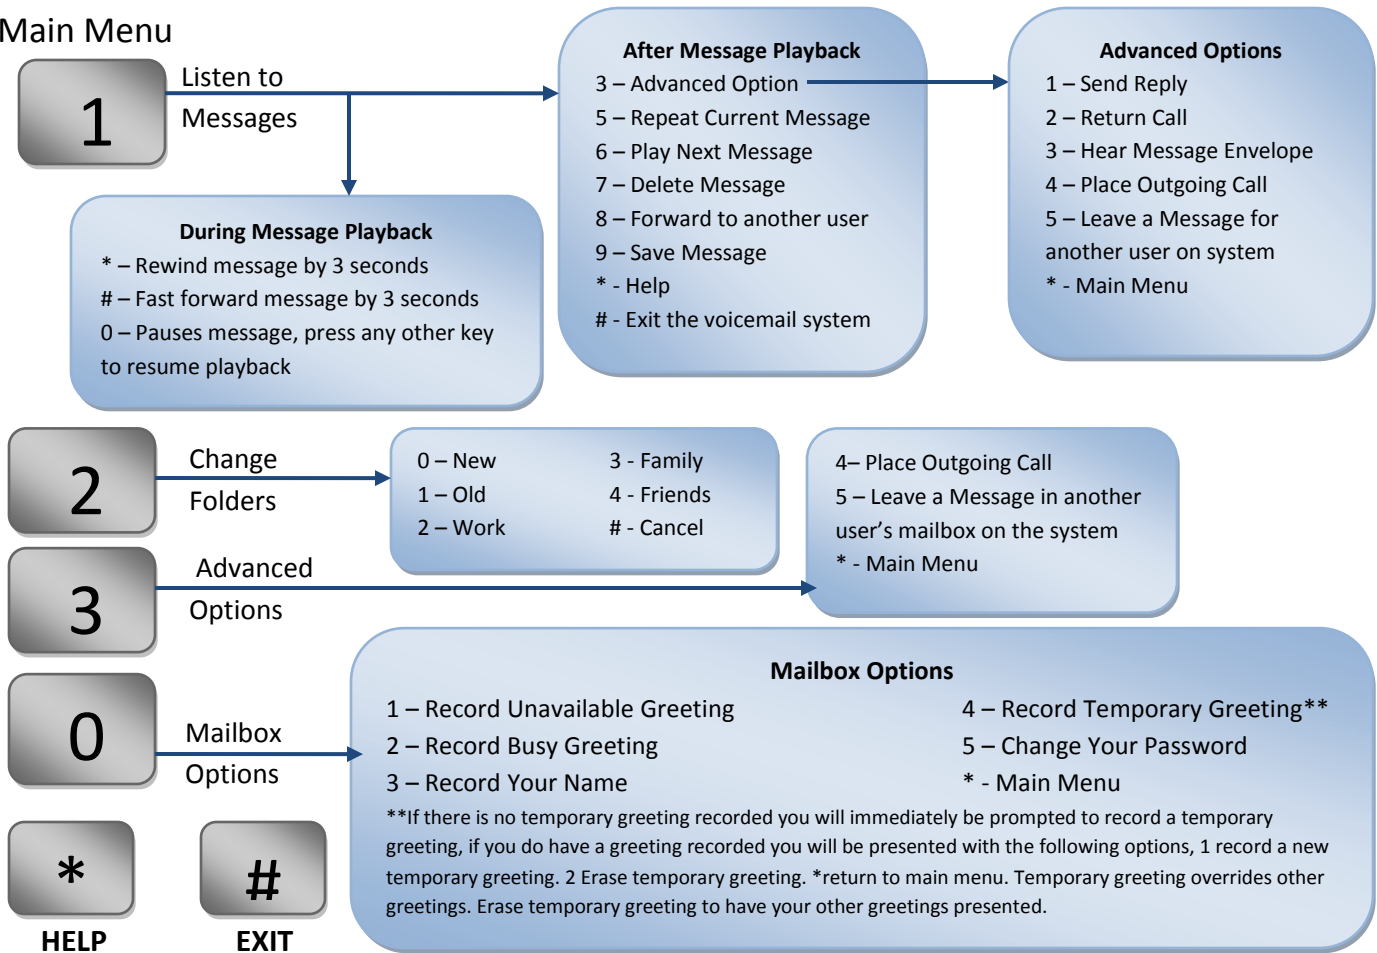 Main Menu
1
Listen to
Messages
After Message Playback
3 – Advanced Option
5 – Repeat Current Message
6 – Play Next Message
7 – Delete Message
8 – Forward to another user
9 – Save Message
* - Help
# - Exit the voicemail system
Advanced Options
1 – Send Reply
2 – Return Call
3 – Hear Message Envelope
4 – Place Outgoing Call
5 – Leave a Message for
another user on system
* - Main Menu
During Message Playback
* – Rewind message by 3 seconds
# – Fast forward message by 3 seconds
0 – Pauses message, press any other key
to resume playback
2
Change
Folders
0 – New
1 – Old
2 – Work
3 - Family
4 - Friends
# - Cancel
3
Advanced
Options
4– Place Outgoing Call
5 – Leave a Message in another
user's mailbox on the system
* - Main Menu
0
Mailbox
Options
Mailbox Options
1 – Record Unavailable Greeting
2 – Record Busy Greeting
3 – Record Your Name
4 – Record Temporary Greeting**
5 – Change Your Password
* - Main Menu
**If there is no temporary greeting recorded you will immediately be prompted to record a temporary
greeting, if you do have a greeting recorded you will be presented with the following options, 1 record a new
temporary greeting. 2 Erase temporary greeting. *return to main menu. Temporary greeting overrides other
greetings. Erase temporary greeting to have your other greetings presented.
*
HELP
#
EXIT